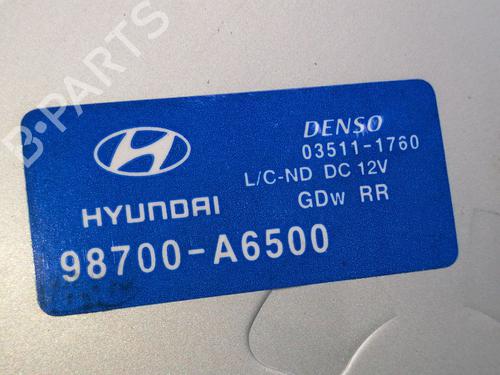 B-PARTS
DENSO
03511-1760
L/C-ND DC 12V
HYUNDAI
GDw RR
98700-A6500